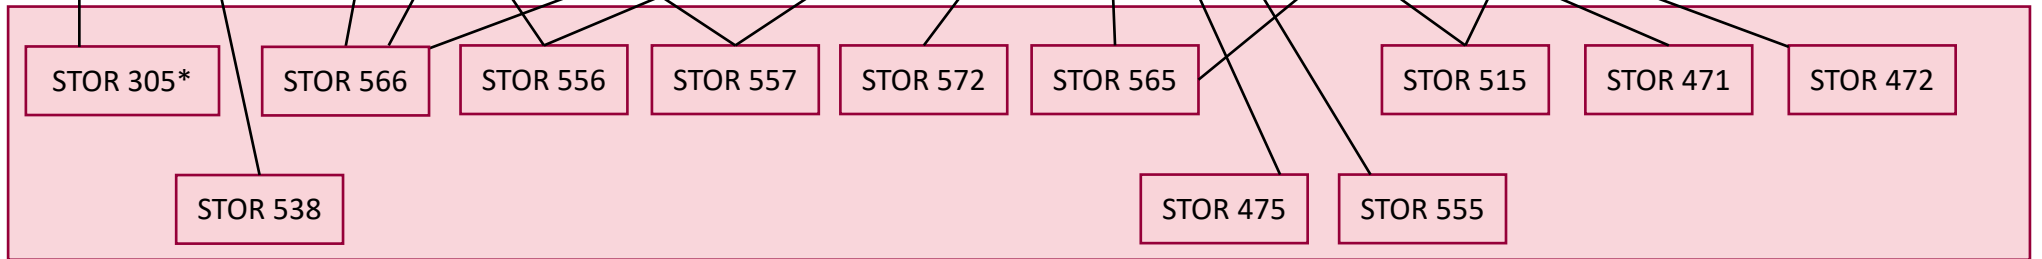 STOR 305*
STOR 566
STOR 556
STOR 557
STOR 572
STOR 565
STOR 515
STOR 471
STOR 472
STOR 538
STOR 475
STOR 555